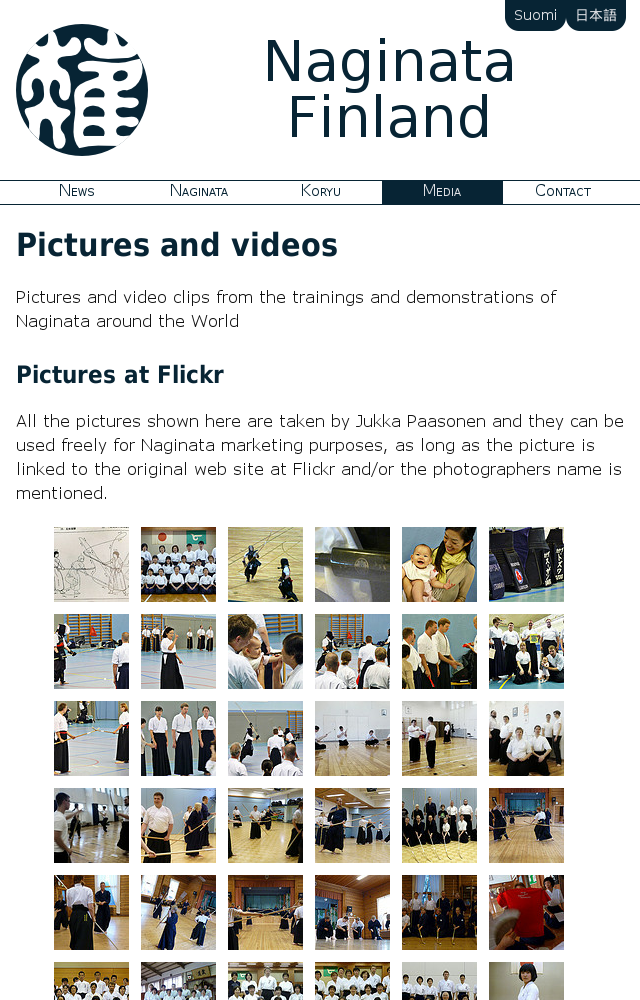 Suomi 日本語
Naginata
Finland
News Naginata Koryu Media Contact
Pictures and videos
Pictures and video clips from the trainings and demonstrations of
Naginata around the World
Pictures at Flickr
All the pictures shown here are taken by Jukka Paasonen and they can be
used freely for Naginata marketing purposes, as long as the picture is
linked to the original web site at Flickr and/or the photographers name is
mentioned.